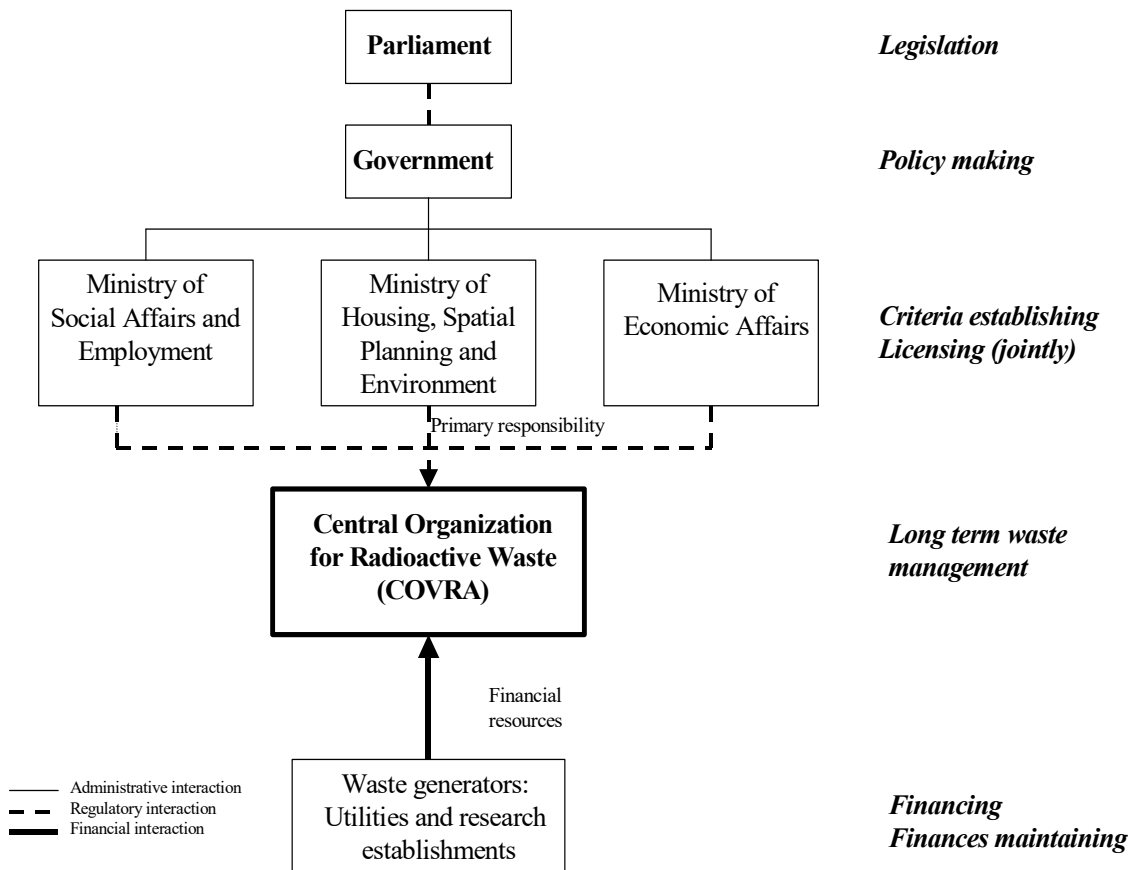 Parliament
Legislation
Government
Policy making
Ministry of
Social Affairs and
Employment
Ministry of
Housing, Spatial
Planning and
Environment
Ministry of
Economic Affairs
Criteria establishing
Licensing (jointly)
Primary responsibility
Central Organization
for Radioactive Waste
(COVRA)
Long term waste
management
Financial
resources
Waste generators:
Utilities and research
establishments
Financing
Finances maintaining
Administrative interaction
Regulatory interaction
Financial interaction